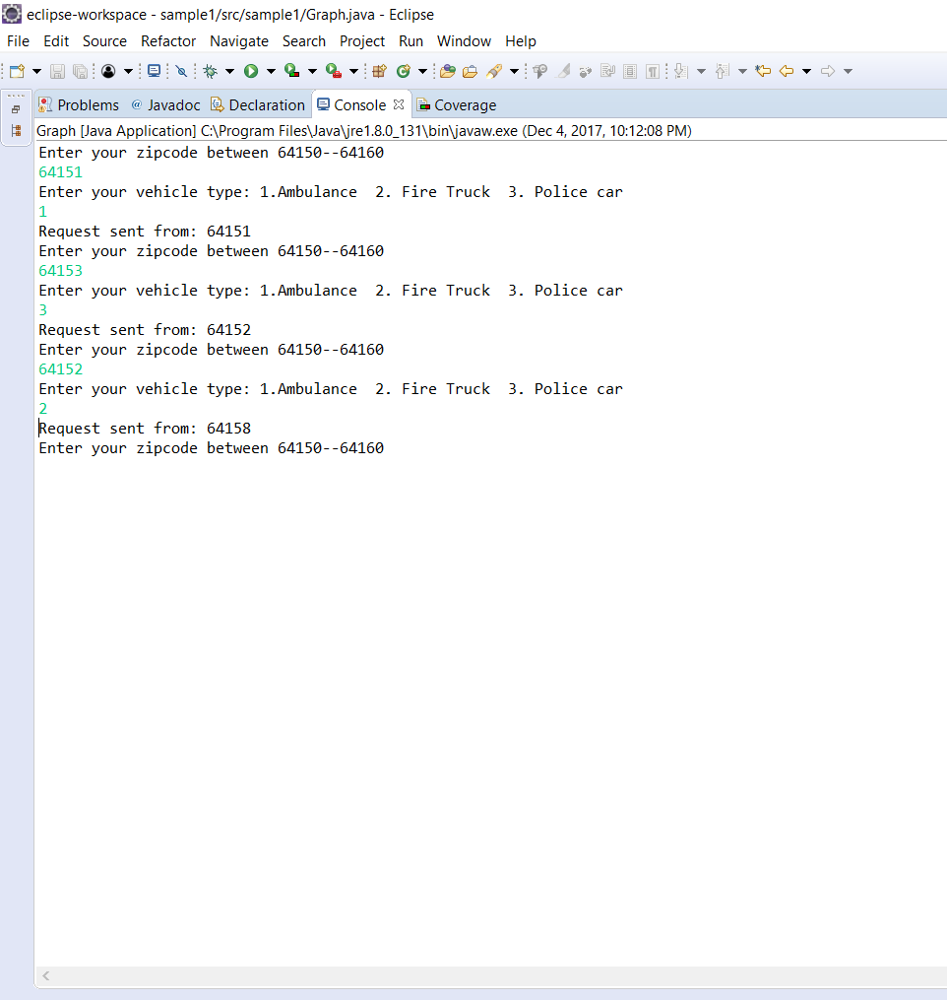 eclipse-workspace - sample1/src/sample1/Graph.java - Eclipse
File Edit Source Refactor Navigate Search Project Run Window Help
Problems @ Javadoc Declaration Console Coverage
Graph [Java Application] C:\Program Files\Java\jre1.8.0_131\bin\javaw.exe (Dec 4, 2017, 10:12:08 PM)
Enter your zipcode between 64150--64160
64151
Enter your vehicle type: 1.Ambulance  2. Fire Truck  3. Police car
1
Request sent from: 64151
Enter your zipcode between 64150--64160
64153
Enter your vehicle type: 1.Ambulance  2. Fire Truck  3. Police car
3
Request sent from: 64152
Enter your zipcode between 64150--64160
64152
Enter your vehicle type: 1.Ambulance  2. Fire Truck  3. Police car
2
Request sent from: 64158
Enter your zipcode between 64150--64160